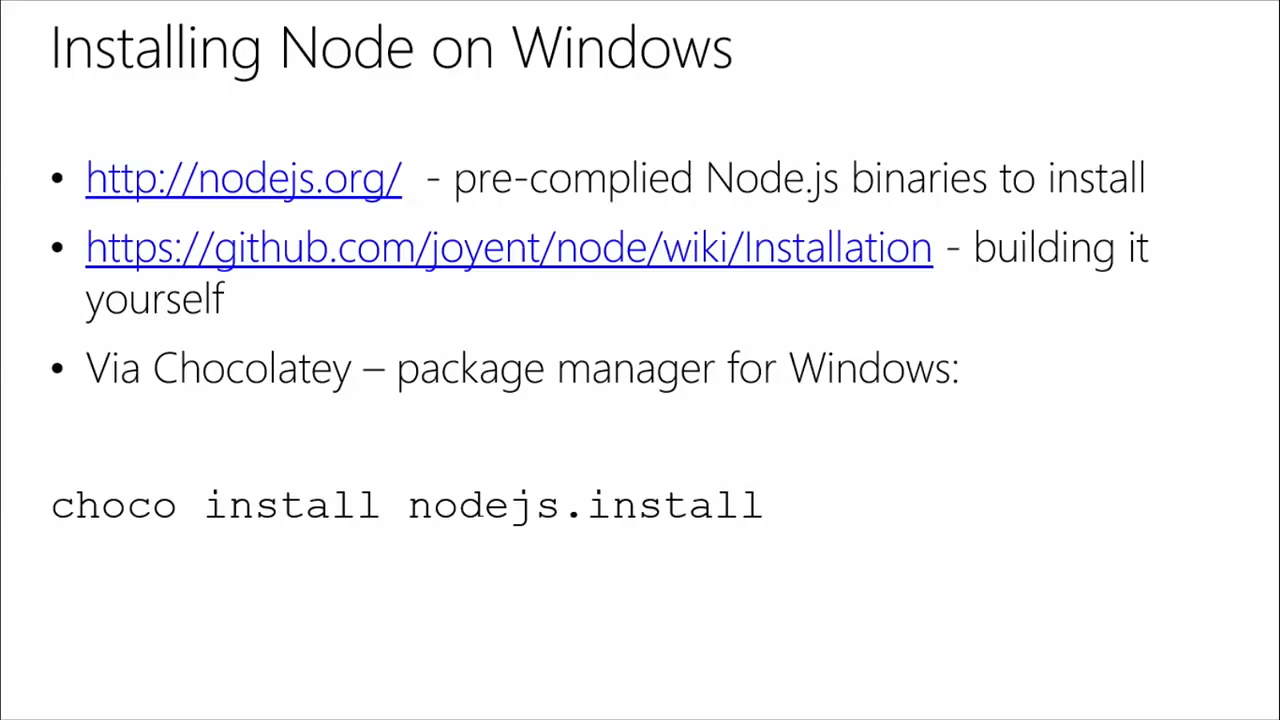 Installing Node on Windows
• http://nodejs.org/ - pre-complied Node.js binaries to install
• https://github.com/joyent/node/wiki/Installation - building it
yourself
• Via Chocolatey – package manager for Windows:
choco install nodejs.install